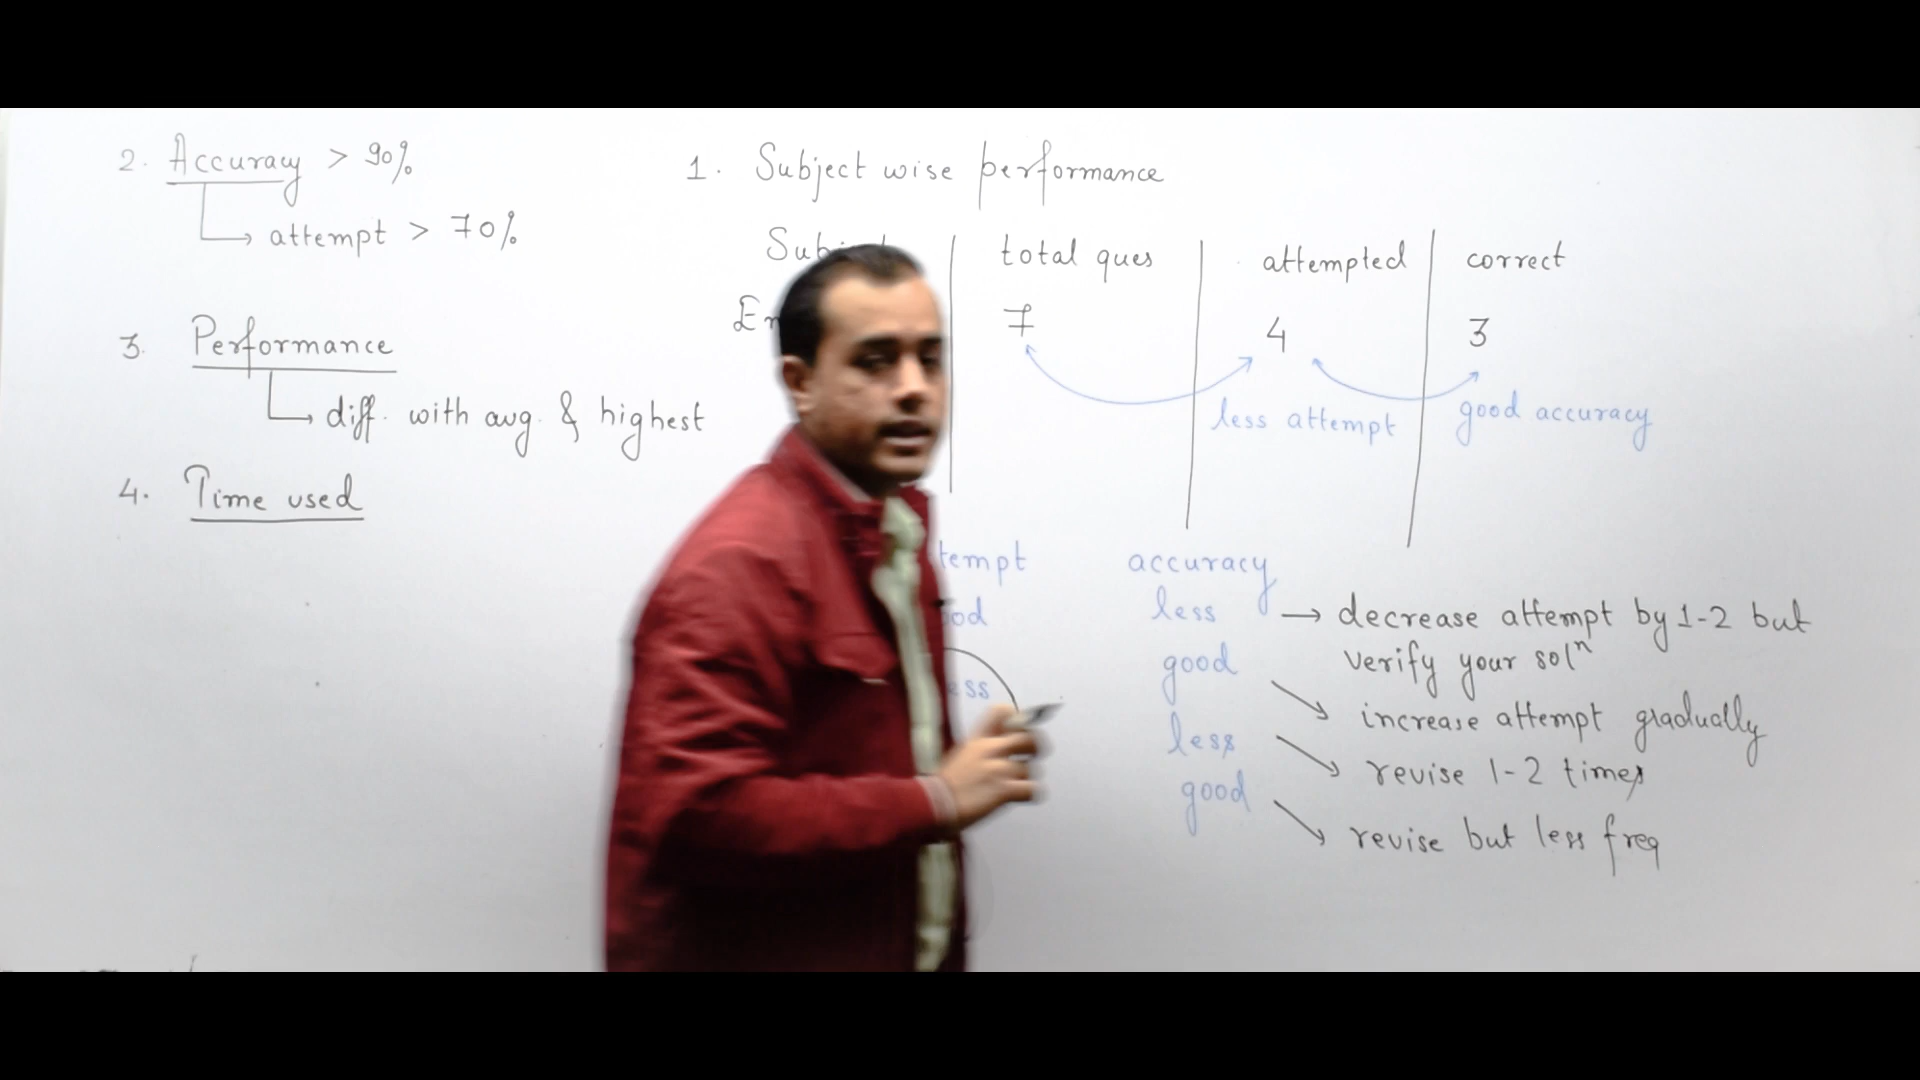 2. Accuracy > 90%
attempt > 70%
3. Performance
diff. with avg. & highest
4. Time used
1. Subject wise performance
total ques attempted correct
7 4 3
less attempt good accuracy
accuracy
less → decrease attempt by 1-2 but
verify your solⁿ
good increase attempt gradually
less revise 1-2 times
good revise but less freq